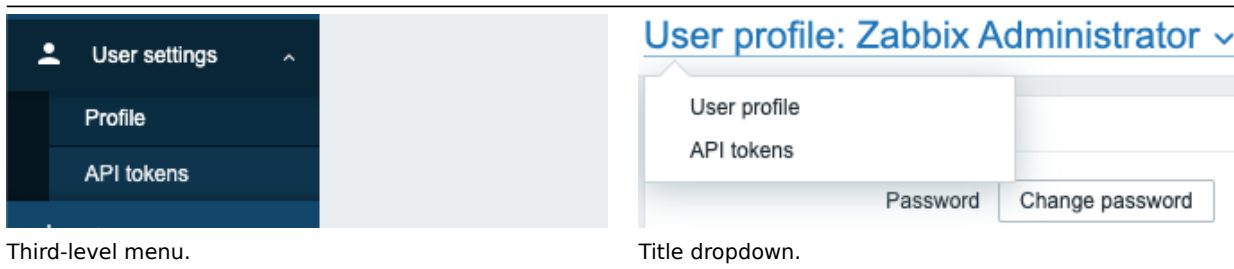 User settings
Profile
API tokens
Third-level menu.
User profile: Zabbix Administrator
User profile
API tokens
Password
Change password
Title dropdown.